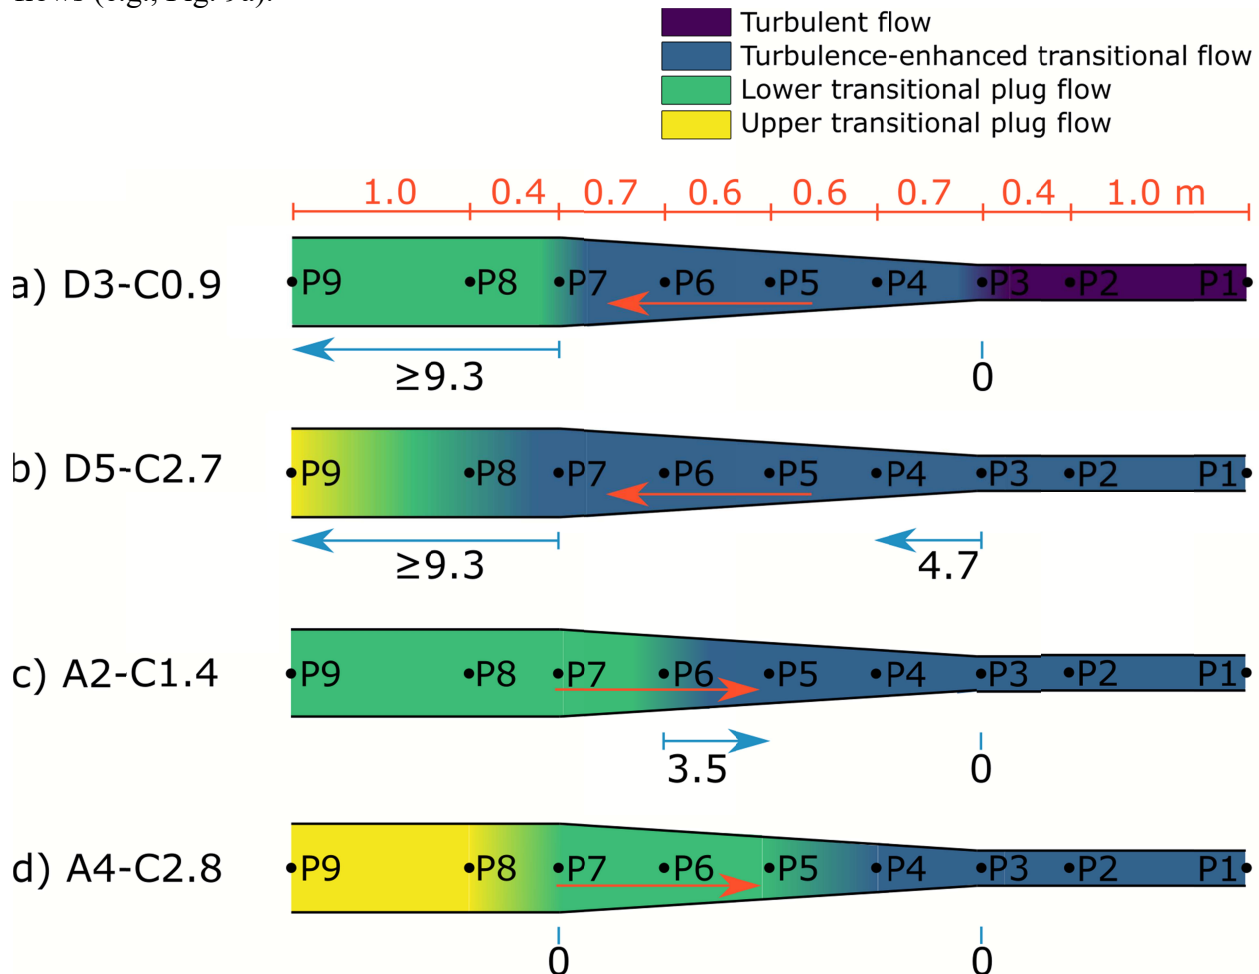 Turbulent flow
Turbulence-enhanced transitional flow
Lower transitional plug flow
Upper transitional plug flow
1.0 0.4 0.7 0.6 0.6 0.7 0.4 1.0 m
a) D3-C0.9 P9 P8 P7 P6 P5 P4 P3 P2 P1
≥9.3 0
b) D5-C2.7 P9 P8 P7 P6 P5 P4 P3 P2 P1
≥9.3 4.7
c) A2-C1.4 P9 P8 P7 P6 P5 P4 P3 P2 P1
3.5 0
d) A4-C2.8 P9 P8 P7 P6 P5 P4 P3 P2 P1
0 0